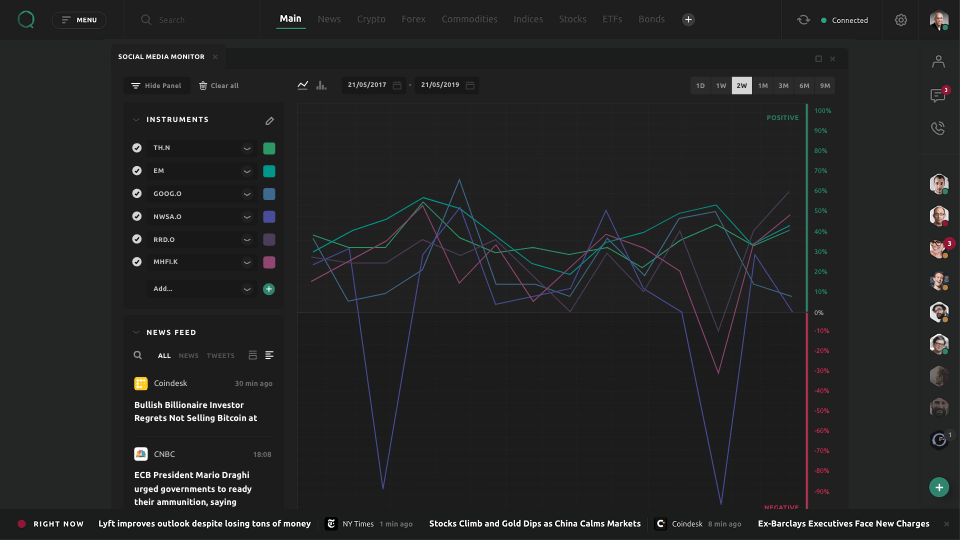 MENU
Search
Main
News
Crypto
Forex
Commodities
Indices
Stocks
ETFs
Bonds
Connected
SOCIAL MEDIA MONITOR
Hide Panel
Clear all
21/05/2017
-
21/05/2019
1D
1W
2W
1M
3M
6M
9M
INSTRUMENTS
TH.N
EM
GOOG.O
NWSA.O
RRD.O
MHFI.K
Add...
NEWS FEED
ALL
NEWS
TWEETS
Coindesk
30 min ago
Bullish Billionaire Investor
Regrets Not Selling Bitcoin at
CNBC
18:08
ECB President Mario Draghi
urged governments to ready
their ammunition, saying
POSITIVE
100%
90%
80%
70%
60%
50%
40%
30%
20%
10%
0%
-10%
-20%
-30%
-40%
-50%
-60%
-70%
-80%
-90%
NEGATIVE
3
3
1
RIGHT NOW
Lyft improves outlook despite losing tons of money
NY Times
1 min ago
Stocks Climb and Gold Dips as China Calms Markets
Coindesk
8 min ago
Ex-Barclays Executives Face New Charges